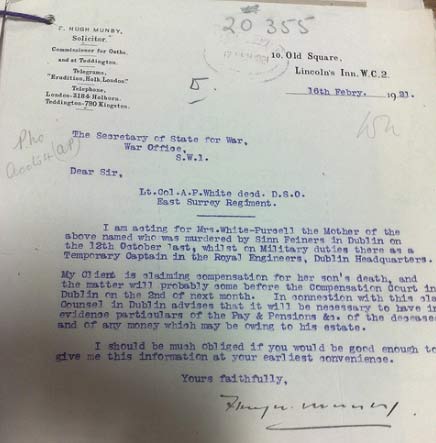 F. HUGH MUNBY,
Solicitor.
Commissioner for Oaths.
and at Teddington.
Telegrams,
"Erudition, Holb, London."
Telephone,
London- 3184 Holborn.
Teddington- 790 Kingston.
20 355
5
10. Old Square,
Lincoln's Inn. W.C.2.
16th Febry. 1921.
The Secretary of State for War,
War Office,
S.W.1.
Dear Sir,
Lt.Col.A.F.White decd. D.S.O.
East Surrey Regiment.
I am acting for Mrs.White-Purcell the Mother of the
above named who was murdered by Sinn Feiners in Dublin on
the 12th October last, whilst on Military duties there as a
Temporary Captain in the Royal Engineers, Dublin Headquarters.
My Client is claiming compensation for her son's death, and
the matter will probably come before the Compensation Court in
Dublin on the 2nd of next month. In connection with this cla
Counsel in Dublin advises that it will be necessary to have in
evidence particulars of the Pay & Pensions &c. of the deceased
and of any money which may be owing to his estate.
I should be much obliged if you would be good enough to
give me this information at your earliest convenience.
Yours faithfully,